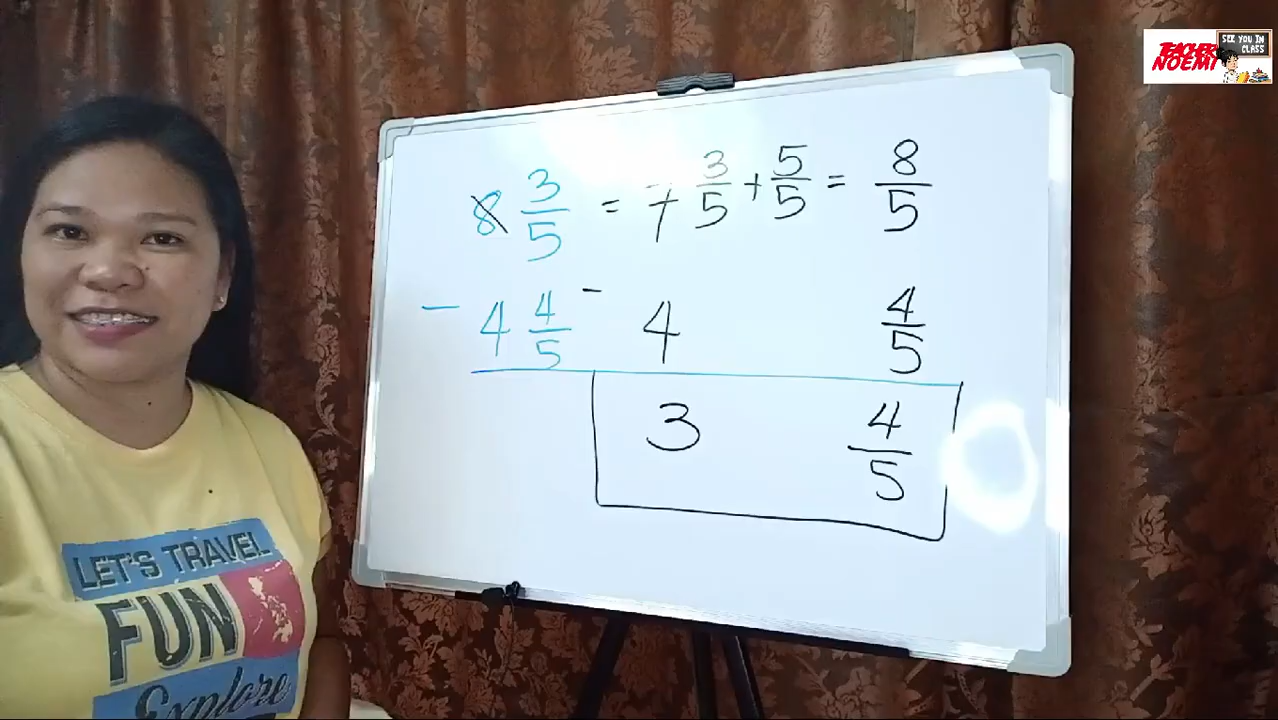 TEACHER NOEMI
SEE YOU IN
CLASS
8 3/5 = 7 3/5 + 5/5 = 8/5
- 4 4/5 - 4 4/5
3 4/5
LET'S TRAVEL
FUN
Explore